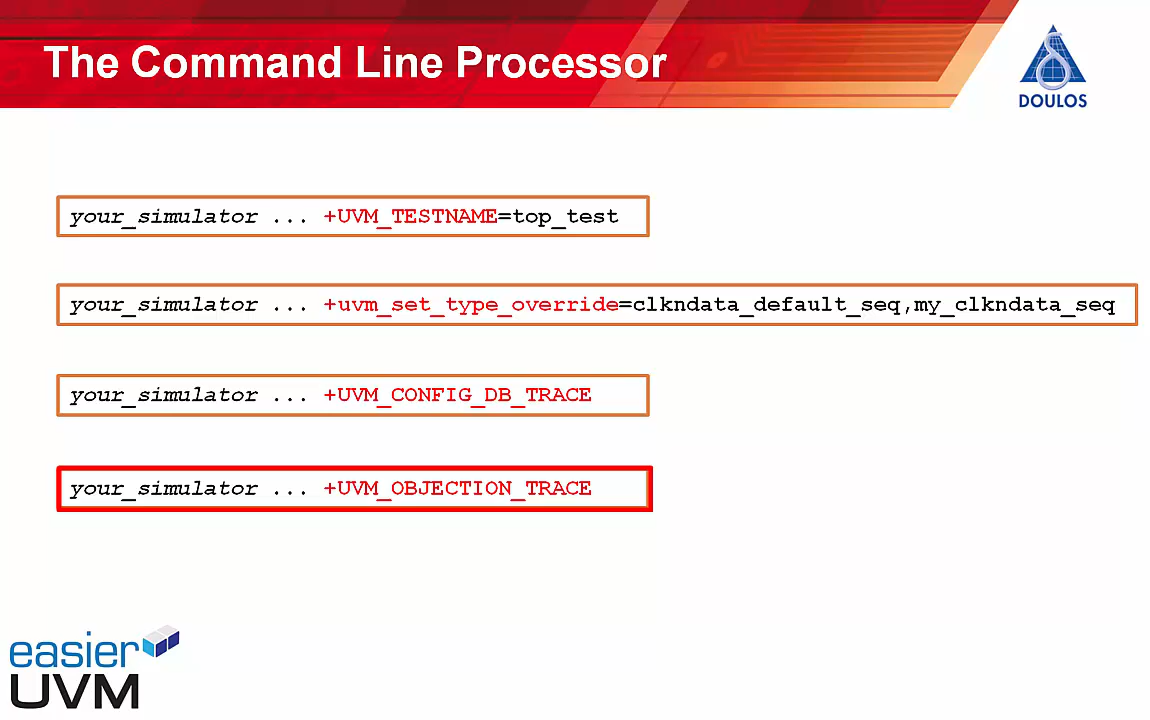 The Command Line Processor
DOULOS
your_simulator ... +UVM_TESTNAME=top_test
your_simulator ... +uvm_set_type_override=clkndata_default_seq,my_clkndata_seq
your_simulator ... +UVM_CONFIG_DB_TRACE
your_simulator ... +UVM_OBJECTION_TRACE
easier
UVM